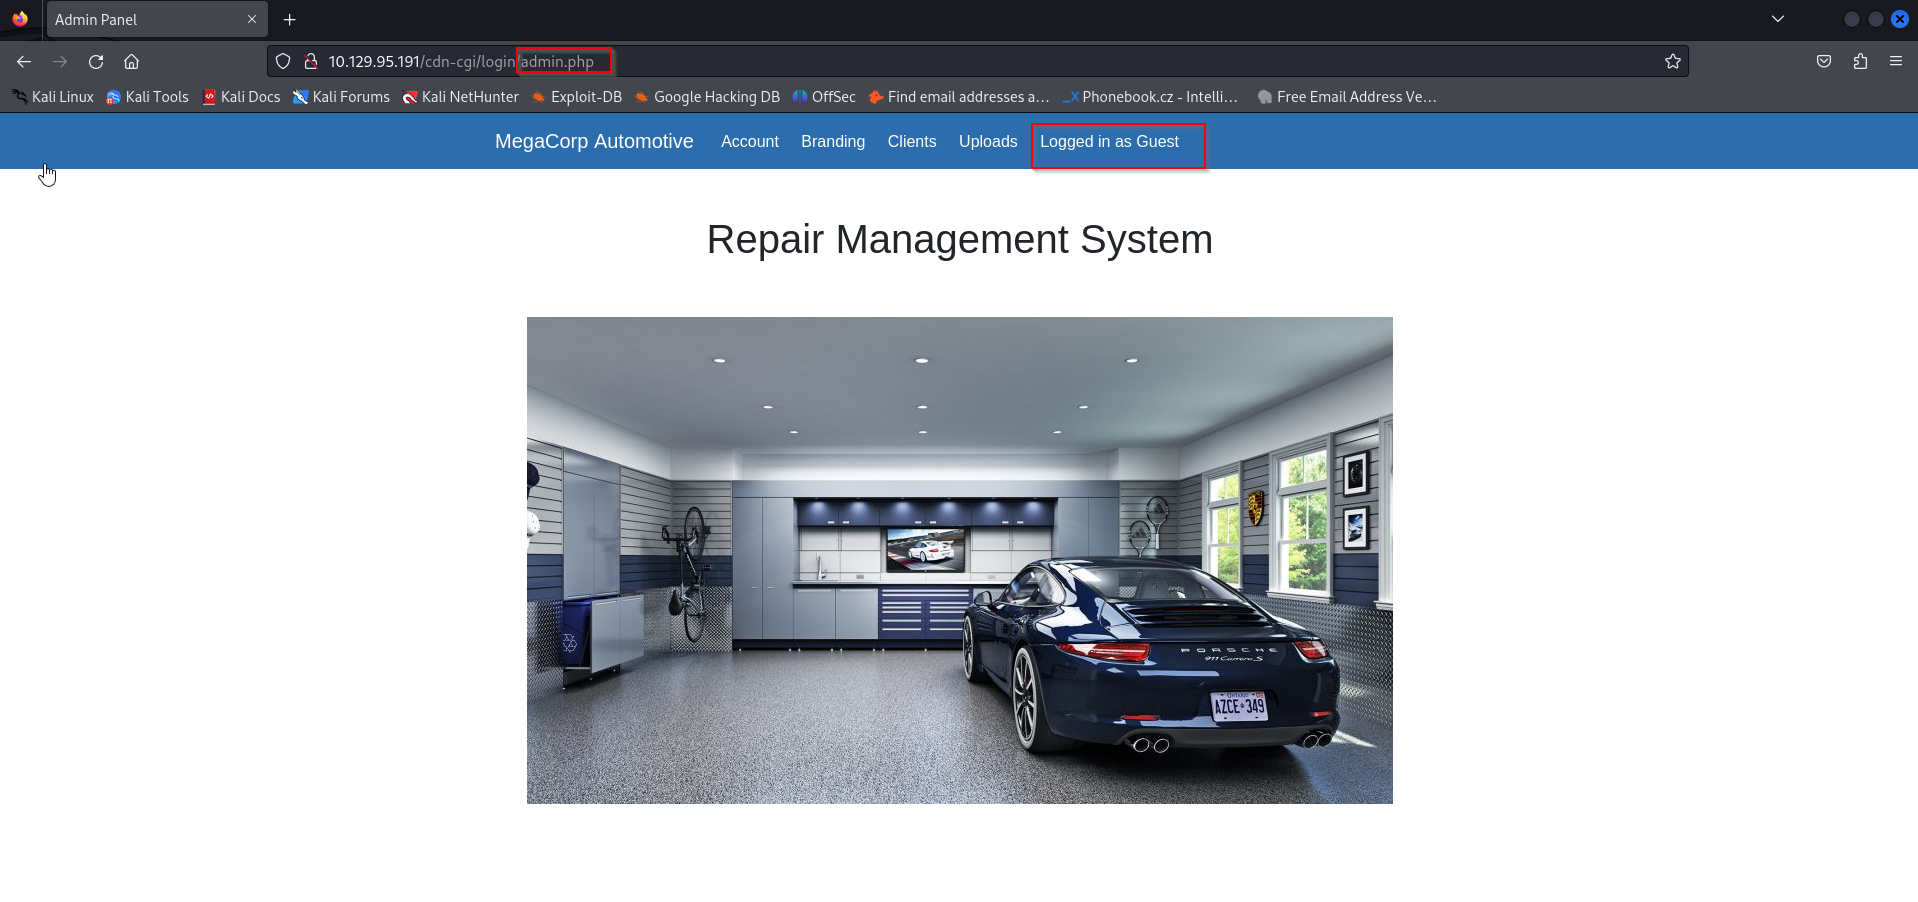 Admin Panel
10.129.95.191/cdn-cgi/login/admin.php
Kali Linux Kali Tools Kali Docs Kali Forums Kali NetHunter Exploit-DB Google Hacking DB OffSec Find email addresses a… _X Phonebook.cz - Intelli… Free Email Address Ve…
MegaCorp Automotive Account Branding Clients Uploads Logged in as Guest
Repair Management System
PORSCHE
911 Carrera S
ONTARIO
AZCE·349